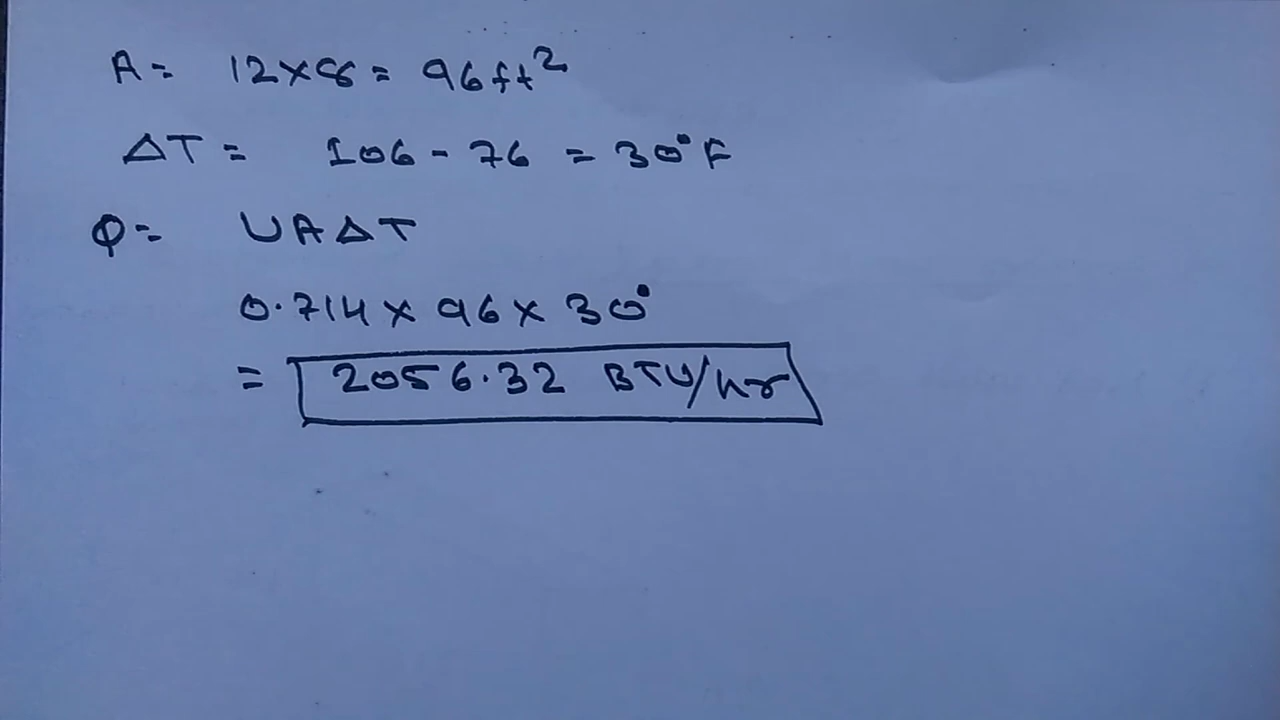 A = 12 × 8 = 96 ft²
ΔT = 106 - 76 = 30° F
Q = UAΔT
0.714 × 96 × 30°
= 2056.32 BTU/hr